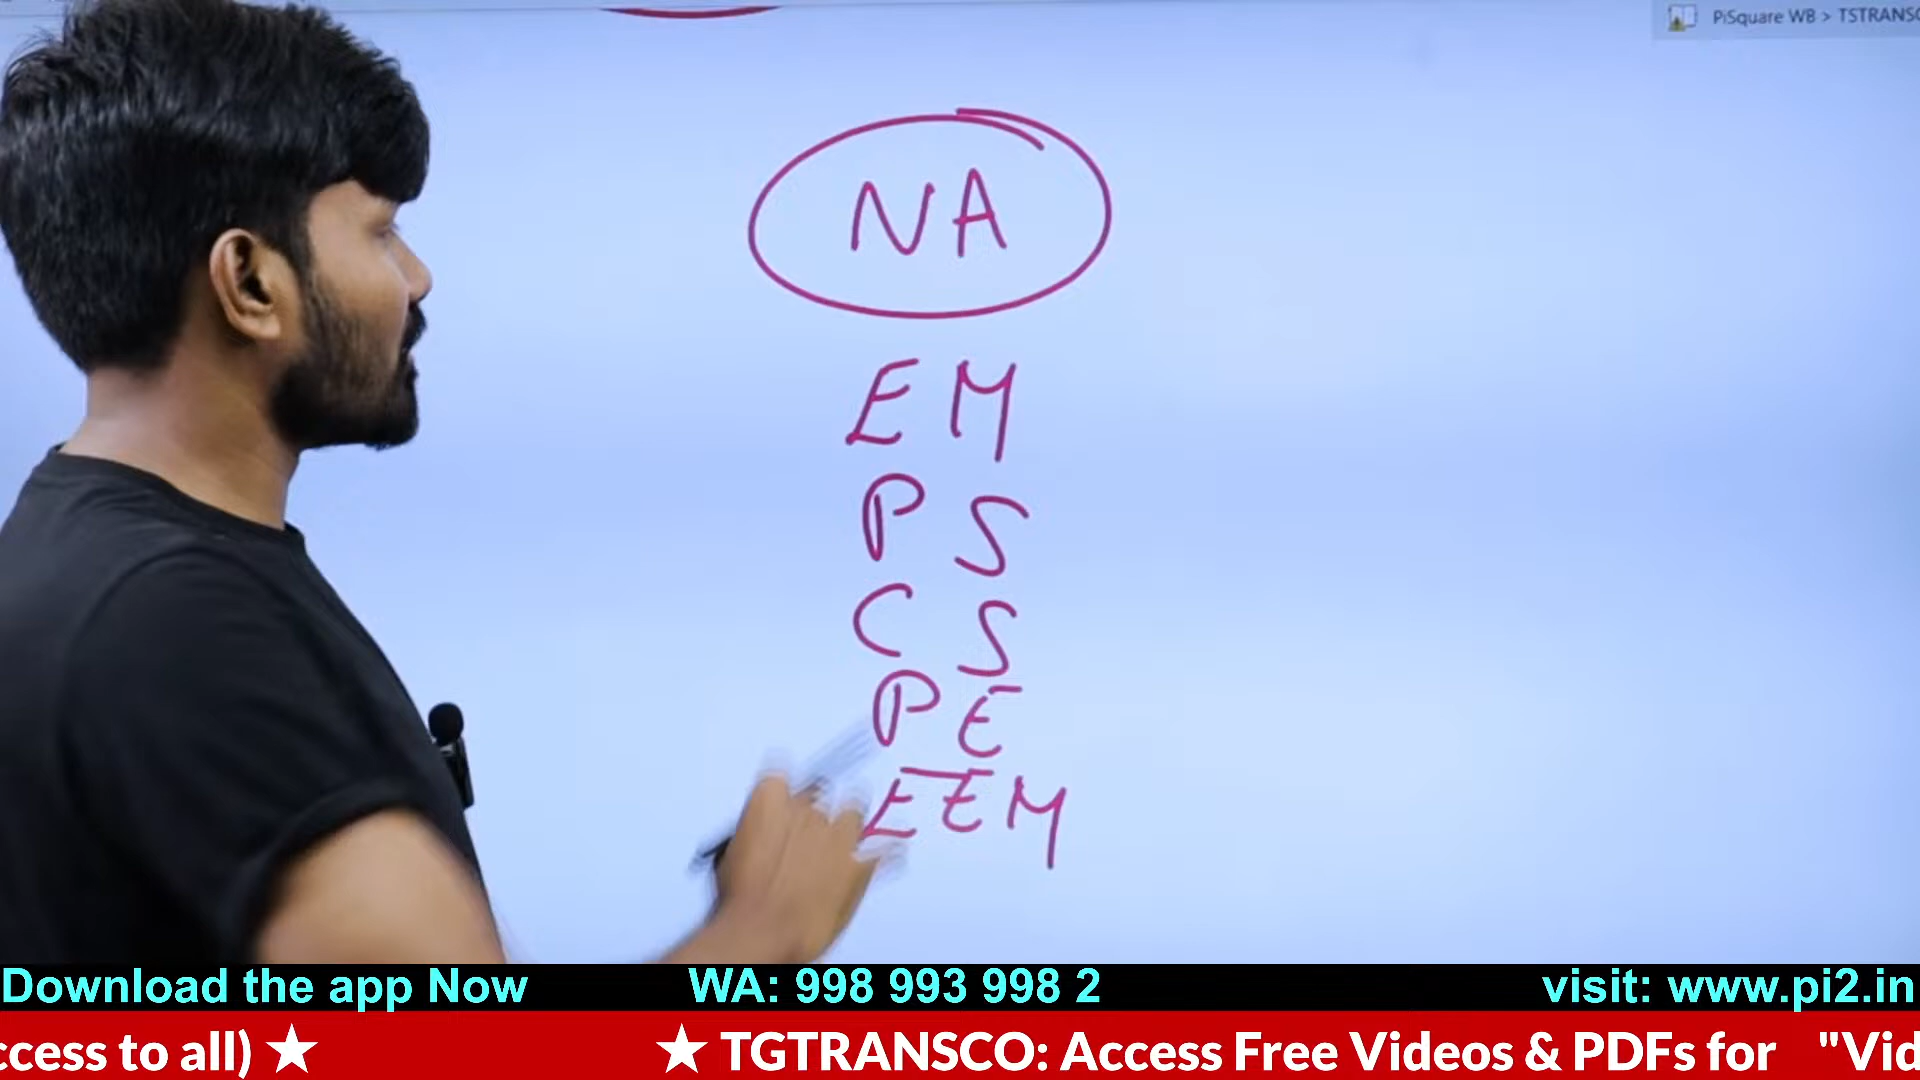 PiSquare WB > TSTRANSC
NA
EM
PS
CS
PE
EEM
Download the app Now WA: 998 993 998 2 visit: www.pi2.in
ccess to all) ★ ★ TGTRANSCO: Access Free Videos & PDFs for "Vid